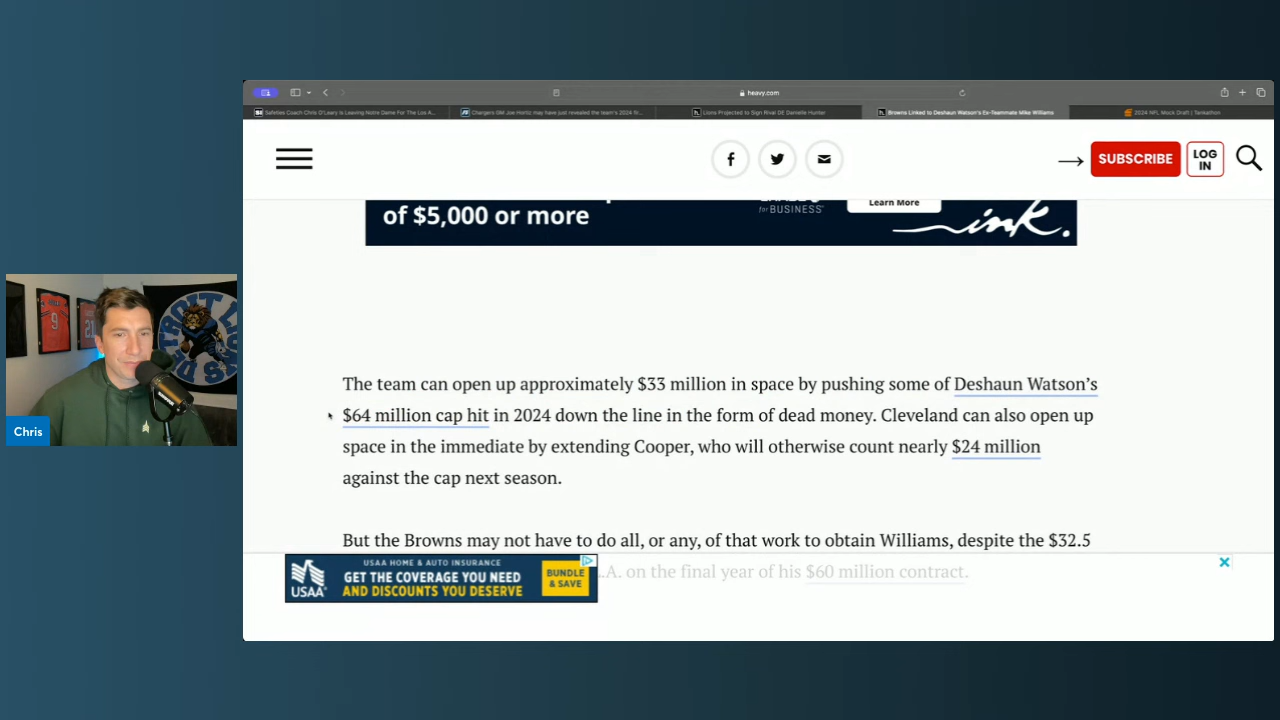 heavy.com
Safeties Coach Chris O'Leary Is Leaving Notre Dame For The Los A...
Chargers GM Joe Hortiz may have just revealed the team's 2024 fr...
Lions Projected to Sign Rival DE Danielle Hunter
Browns Linked to Deshaun Watson's Ex-Teammate Mike Williams
2024 NFL Mock Draft | Tankathon
SUBSCRIBE
LOG
IN
of $5,000 or more
for BUSINESS
Learn More
ink.
The team can open up approximately $33 million in space by pushing some of Deshaun Watson’s
$64 million cap hit in 2024 down the line in the form of dead money. Cleveland can also open up
space in the immediate by extending Cooper, who will otherwise count nearly $24 million
against the cap next season.
But the Browns may not have to do all, or any, of that work to obtain Williams, despite the $32.5
.A. on the final year of his $60 million contract.
USAA HOME & AUTO INSURANCE
GET THE COVERAGE YOU NEED
AND DISCOUNTS YOU DESERVE
BUNDLE
& SAVE
USAA
Chris
9
21